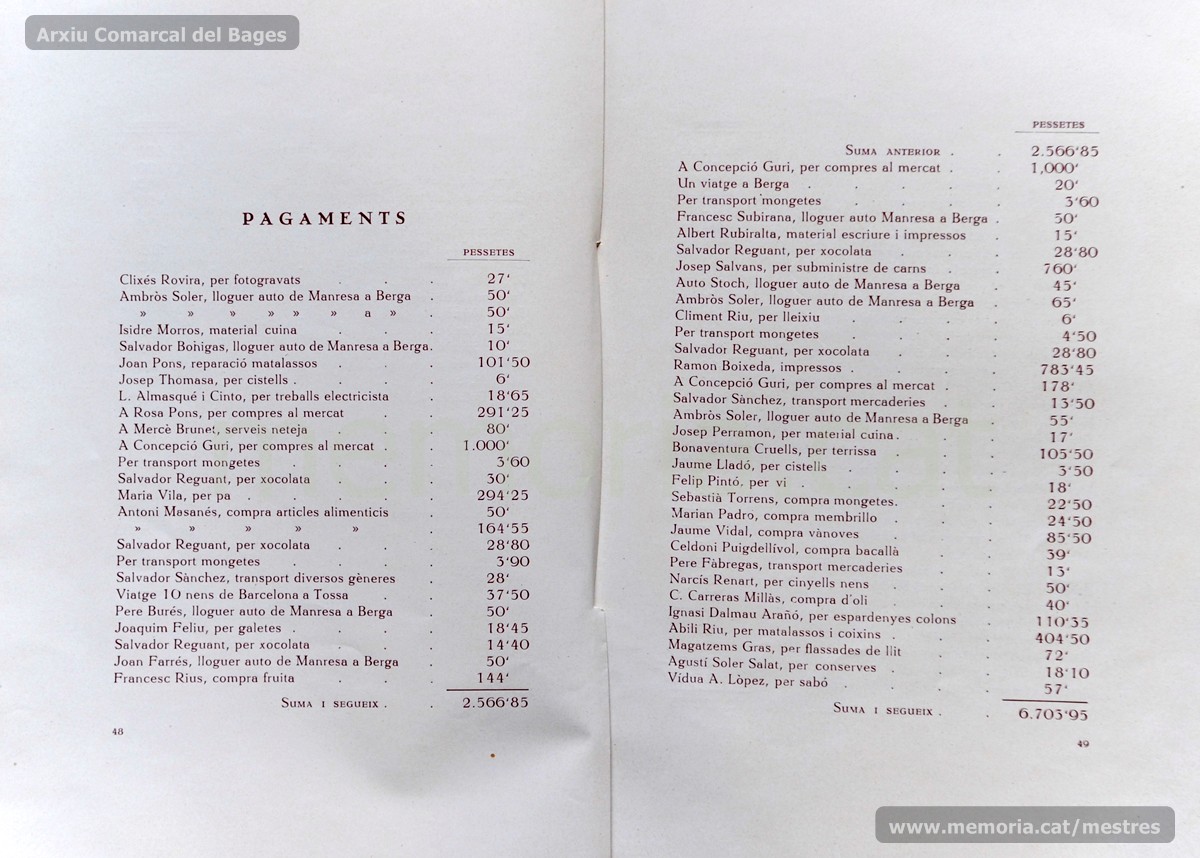 Arxiu Comarcal del Bages
PAGAMENTS
PESSETES
Clixés Rovira, per fotogravats . . . 27‘
Ambròs Soler, lloguer auto de Manresa a Berga . 50‘
» » » » » » a » . 50‘
Isidre Morros, material cuina . . . 15‘
Salvador Bohigas, lloguer auto de Manresa a Berga. 10‘
Joan Pons, reparació matalassos . . . 101‘50
Josep Thomasa, per cistells . . . . 6‘
L. Almasqué i Cinto, per treballs electricista . 18‘65
A Rosa Pons, per compres al mercat . . 291‘25
A Mercè Brunet, serveis neteja . . . 80‘
A Concepció Guri, per compres al mercat . . 1.000‘
Per transport mongetes . . . . 3‘60
Salvador Reguant, per xocolata . . . 30‘
Maria Vila, per pa . . . . . 294‘25
Antoni Masanés, compra articles alimenticis . 50‘
» » » » » . 164‘55
Salvador Reguant, per xocolata . . . 28‘80
Per transport mongetes . . . . 3‘90
Salvador Sànchez, transport diversos gèneres . 28‘
Viatge 10 nens de Barcelona a Tossa . . 37‘50
Pere Burés, lloguer auto de Manresa a Berga . 50‘
Joaquim Feliu, per galetes . . . . 18‘45
Salvador Reguant, per xocolata . . . 14‘40
Joan Farrés, lloguer auto de Manresa a Berga . 50‘
Francesc Rius, compra fruita . . . 144‘
SUMA I SEGUEIX . . 2.566‘85
48
PESSETES
SUMA ANTERIOR . . 2.566‘85
A Concepció Guri, per compres al mercat . . 1,000‘
Un viatge a Berga . . . . . 20‘
Per transport mongetes . . . . 3‘60
Francesc Subirana, lloguer auto Manresa a Berga . 50‘
Albert Rubiralta, material escriure i impressos . 15‘
Salvador Reguant, per xocolata . . . 28‘80
Josep Salvans, per subministre de carns . . 760‘
Auto Stoch, lloguer auto de Manresa a Berga . 45‘
Ambròs Soler, lloguer auto de Manresa a Berga . 65‘
Climent Riu, per lleixiu . . . . 6‘
Per transport mongetes . . . . 4‘50
Salvador Reguant, per xocolata . . . 28‘80
Ramon Boixeda, impressos . . . . 783‘45
A Concepció Guri, per compres al mercat . . 178‘
Salvador Sànchez, transport mercaderies . . 13‘50
Ambròs Soler, lloguer auto de Manresa a Berga . 55‘
Josep Perramon, per material cuina . . . 17‘
Bonaventura Cruells, per terrissa . . . 105‘50
Jaume Lladó, per cistells . . . . 3‘50
Felip Pintó. per vi . . . . . 18‘
Sebastià Torrens, compra mongetes. . . 22‘50
Marian Padro, compra membrillo . . . 24‘50
Jaume Vidal, compra vànoves . . . 85‘50
Celdoni Puigdellívol, compra bacallà . . 39‘
Pere Fàbregas, transport mercaderies . . 13‘
Narcís Renart, per cinyells nens . . . 50‘
C. Carreras Millàs, compra d‘oli . . . 40‘
Ignasi Dalmau Arañó, per espardenyes colons . 110‘35
Abili Riu, per matalassos i coixins . . . 404‘50
Magatzems Gras, per flassades de llit . . 72‘
Agustí Soler Salat, per conserves . . . 18‘10
Vídua A. Lòpez, per sabó . . . . 57‘
SUMA I SEGUEIX . . 6.703‘95
49
www.memoria.cat/mestres